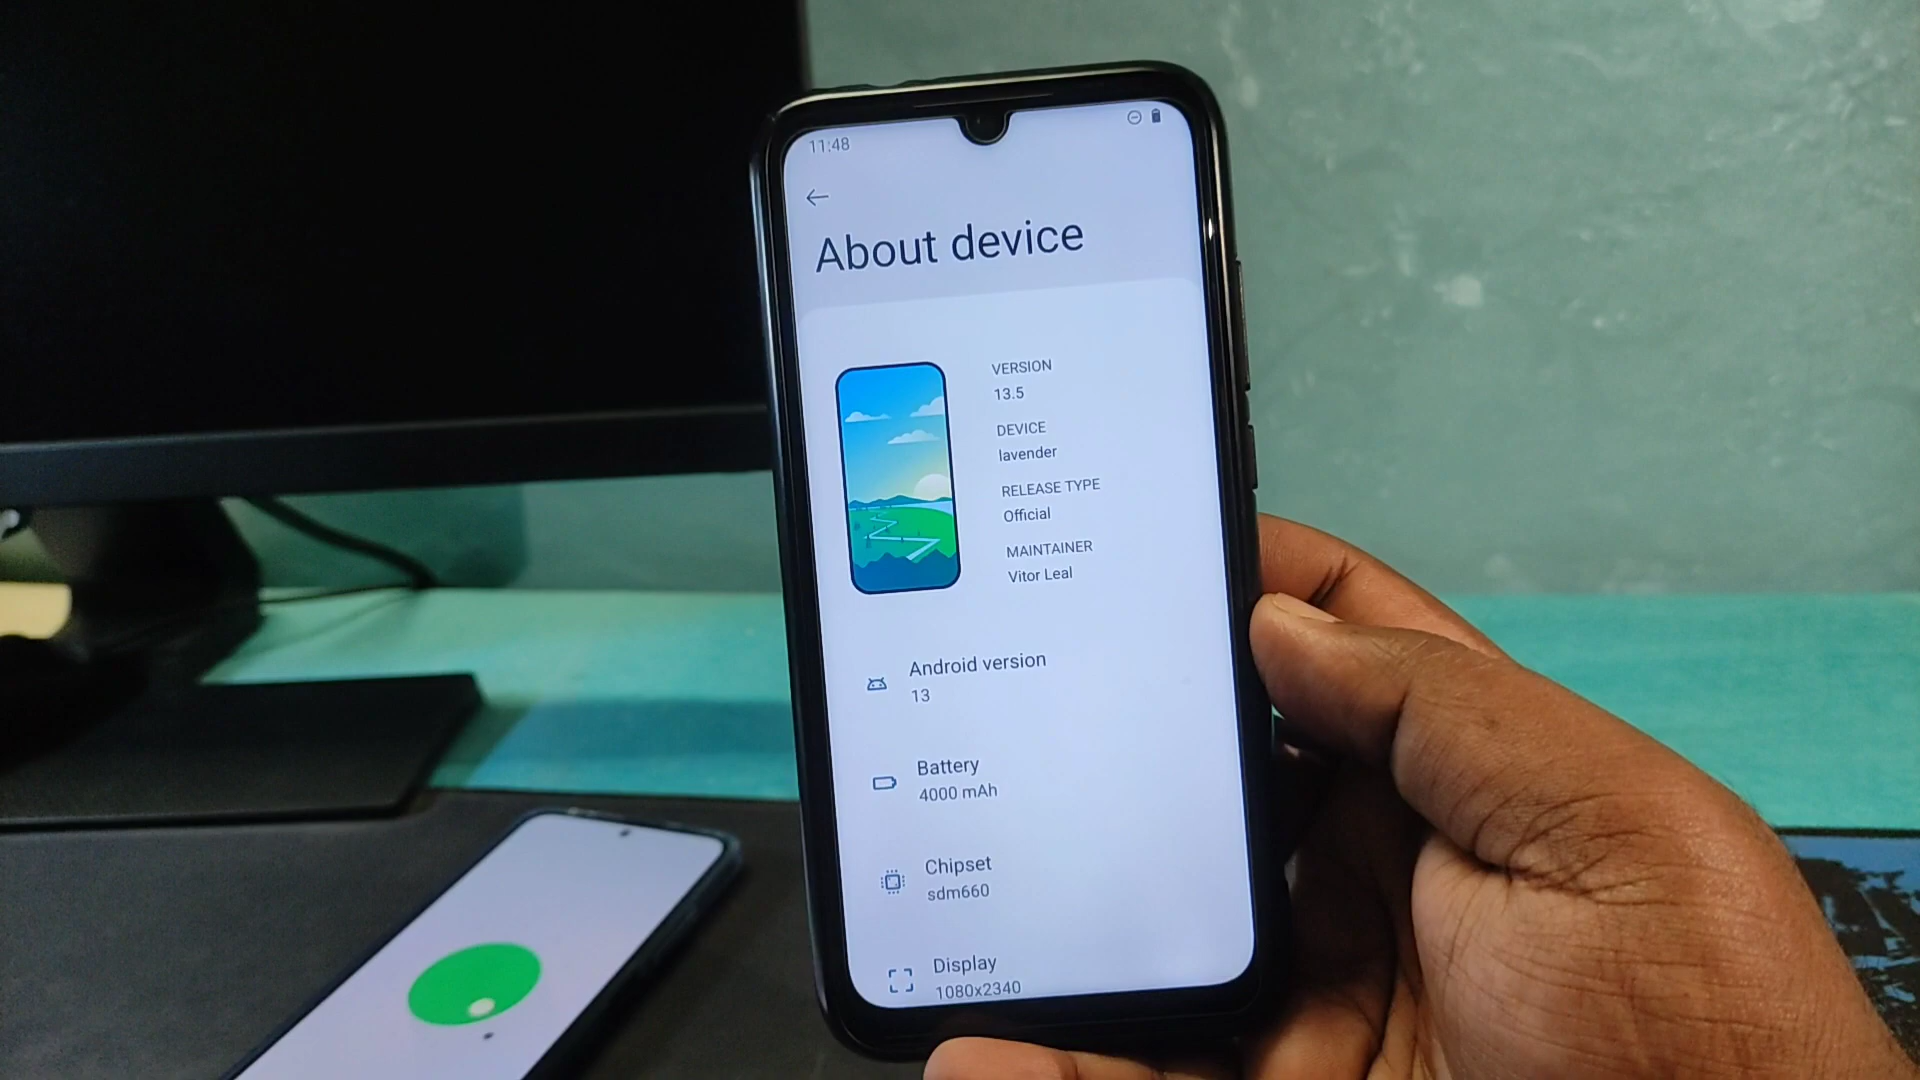 11:48
About device
VERSION
13.5
DEVICE
lavender
RELEASE TYPE
Official
MAINTAINER
Vitor Leal
Android version
13
Battery
4000 mAh
Chipset
sdm660
Display
1080x2340